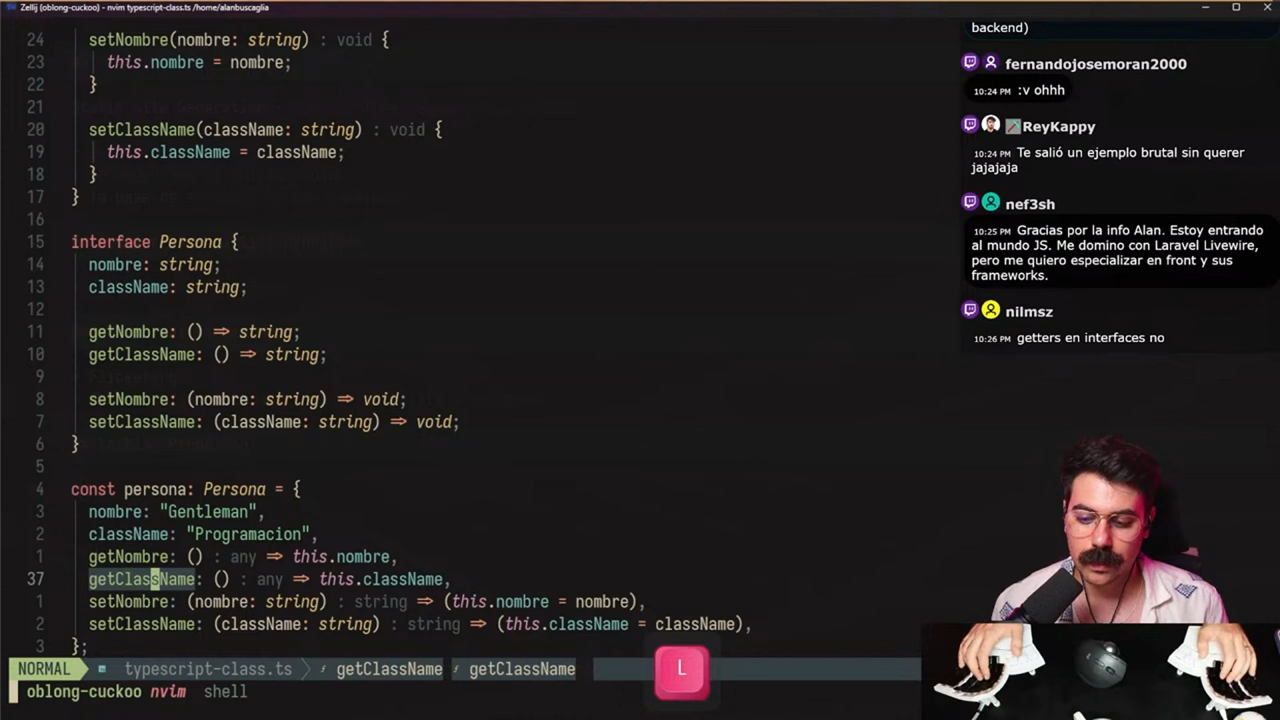 Zellij (oblong-cuckoo) - nvim typescript-class.ts /home/alanbuscaglia
24 setNombre(nombre: string) : void {
23 this.nombre = nombre;
22 }
21
20 setClassName(className: string) : void {
19 this.className = className;
18 }
17 }
16
15 interface Persona {
14 nombre: string;
13 className: string;
12
11 getNombre: () => string;
10 getClassName: () => string;
9
8 setNombre: (nombre: string) => void;
7 setClassName: (className: string) => void;
6 }
5
4 const persona: Persona = {
3 nombre: "Gentleman",
2 className: "Programacion",
1 getNombre: () : any => this.nombre,
37 getClassName: () : any => this.className,
1 setNombre: (nombre: string) : string => (this.nombre = nombre),
2 setClassName: (className: string) : string => (this.className = className),
3 };
NORMAL typescript-class.ts getClassName getClassName
oblong-cuckoo nvim shell
L
backend)
fernandojosemoran2000
10:24 PM :v ohhh
ReyKappy
10:24 PM Te salió un ejemplo brutal sin querer
jajajaja
nef3sh
10:25 PM Gracias por la info Alan. Estoy entrando
al mundo JS. Me domino con Laravel Livewire,
pero me quiero especializar en front y sus
frameworks.
nilmsz
10:26 PM getters en interfaces no